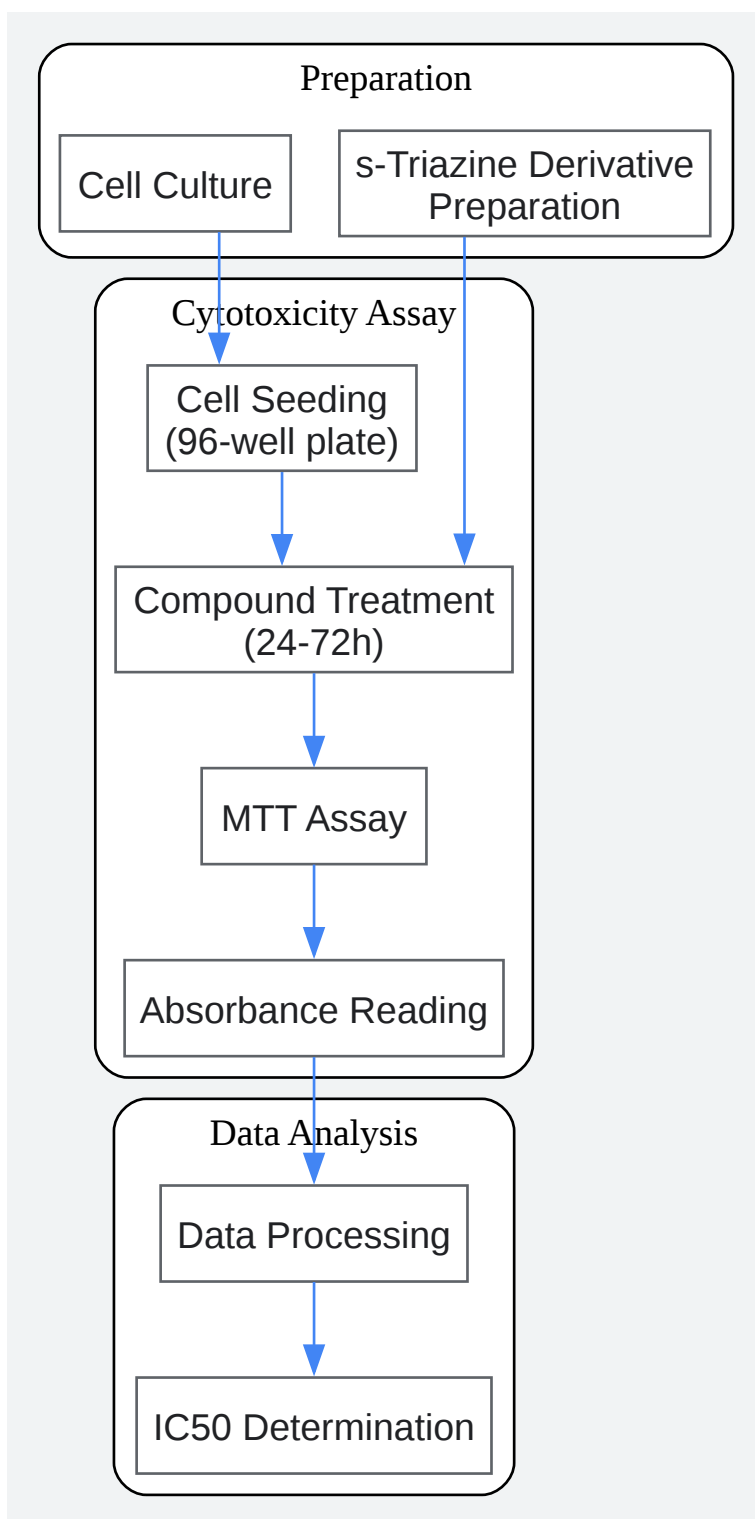 Preparation
Cell Culture
s-Triazine Derivative
Preparation
Cytotoxicity Assay
Cell Seeding
(96-well plate)
Compound Treatment
(24-72h)
MTT Assay
Absorbance Reading
Data Analysis
Data Processing
IC50 Determination